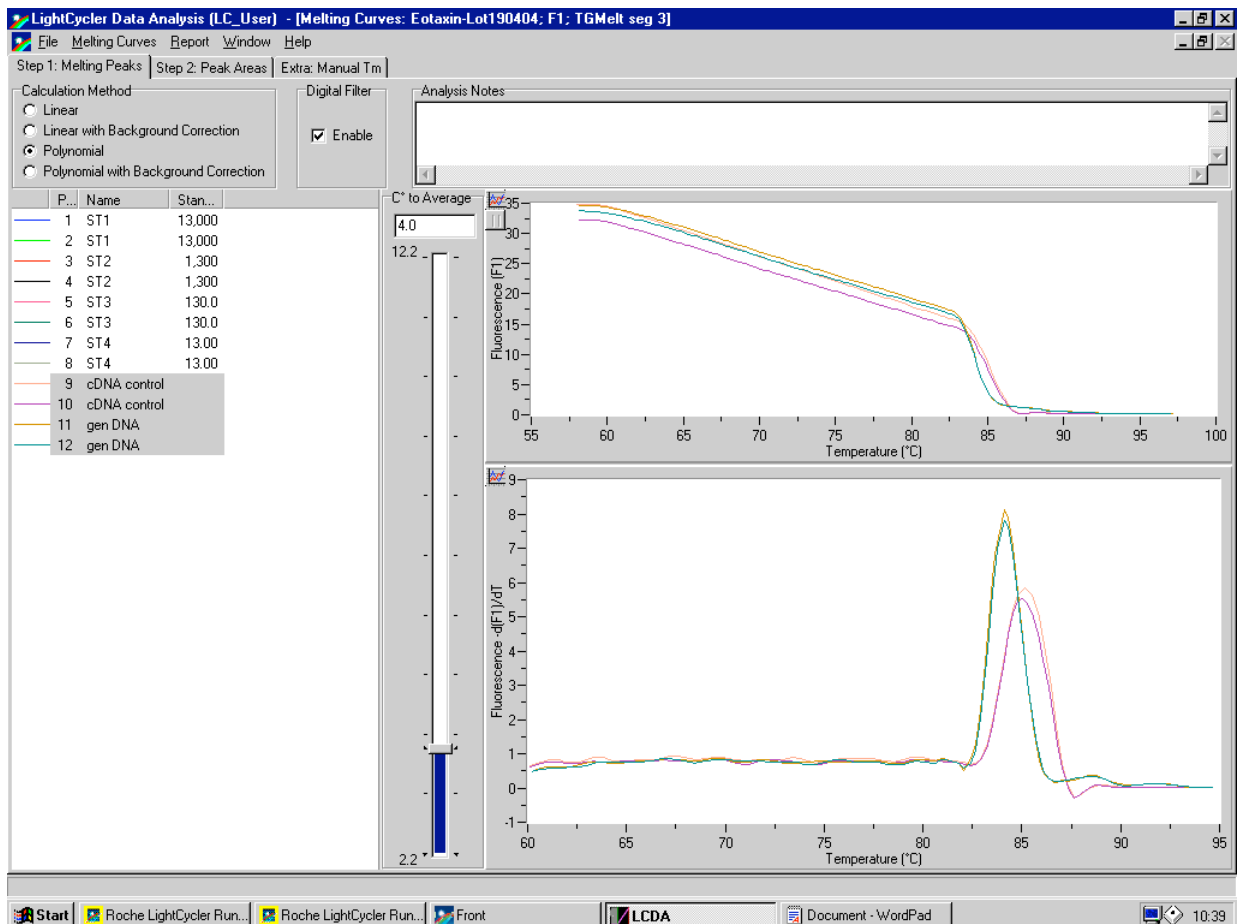 LightCycler Data Analysis (LC_User) - [Melting Curves: Eotaxin-Lot190404; F1; TGMelt seg 3]
File Melting Curves Report Window Help
Step 1: Melting Peaks Step 2: Peak Areas Extra: Manual Tm
Calculation Method
Linear
Linear with Background Correction
Polynomial
Polynomial with Background Correction
Digital Filter
Enable
Analysis Notes
P... Name Stan...
1 ST1 13,000
2 ST1 13,000
3 ST2 1,300
4 ST2 1,300
5 ST3 130.0
6 ST3 130.0
7 ST4 13.00
8 ST4 13.00
9 cDNA control
10 cDNA control
11 gen DNA
12 gen DNA
C° to Average
4.0
12.2
2.2
Fluorescence (F1)
35
30
25
20
15
10
5
0
55 60 65 70 75 80 85 90 95 100
Temperature (°C)
Fluorescence -d(F1)/dT
9
8
7
6
5
4
3
2
1
0
-1
60 65 70 75 80 85 90 95
Temperature (°C)
Start Roche LightCycler Run... Roche LightCycler Run... Front LCDA Document - WordPad 10:39